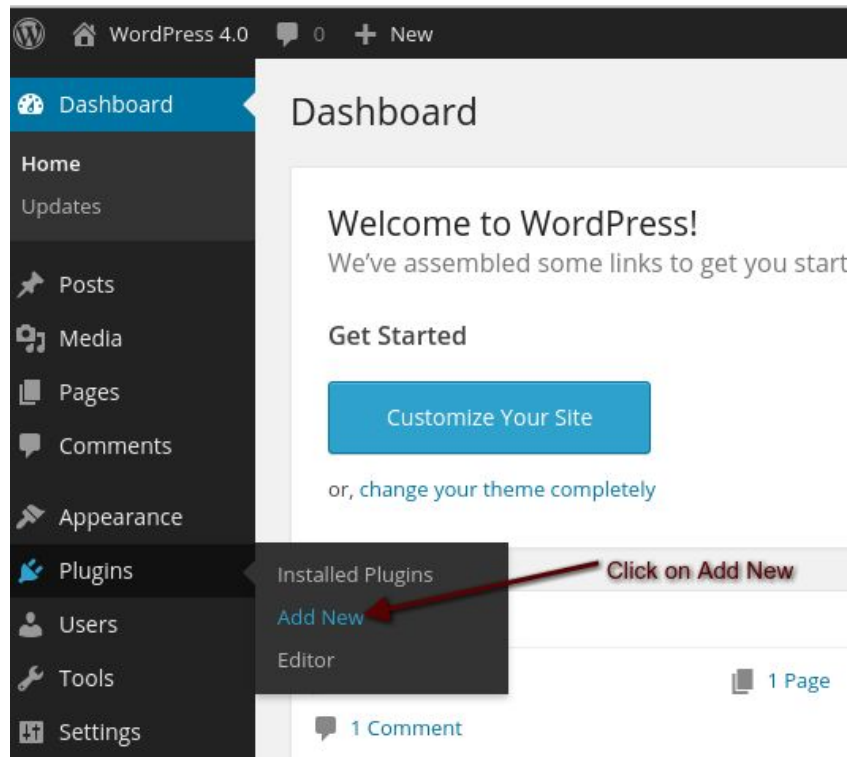 WordPress 4.0 0 + New
Dashboard
Home
Updates
Posts
Media
Pages
Comments
Appearance
Plugins
Users
Tools
Settings
Installed Plugins
Add New
Editor
Dashboard
Welcome to WordPress!
We've assembled some links to get you start
Get Started
Customize Your Site
or, change your theme completely
Click on Add New
1 Page
1 Comment